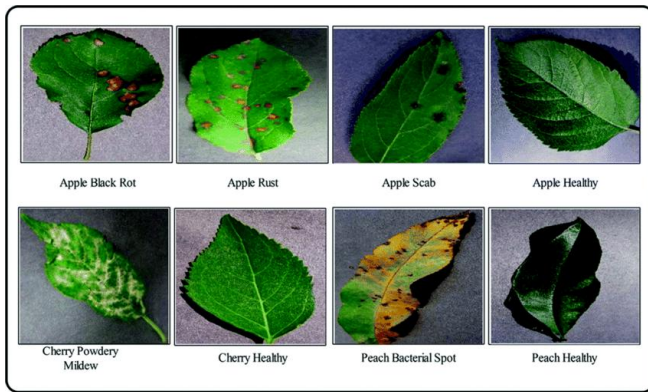 Apple Black Rot
Apple Rust
Apple Scab
Apple Healthy
Cherry Powdery
Mildew
Cherry Healthy
Peach Bacterial Spot
Peach Healthy